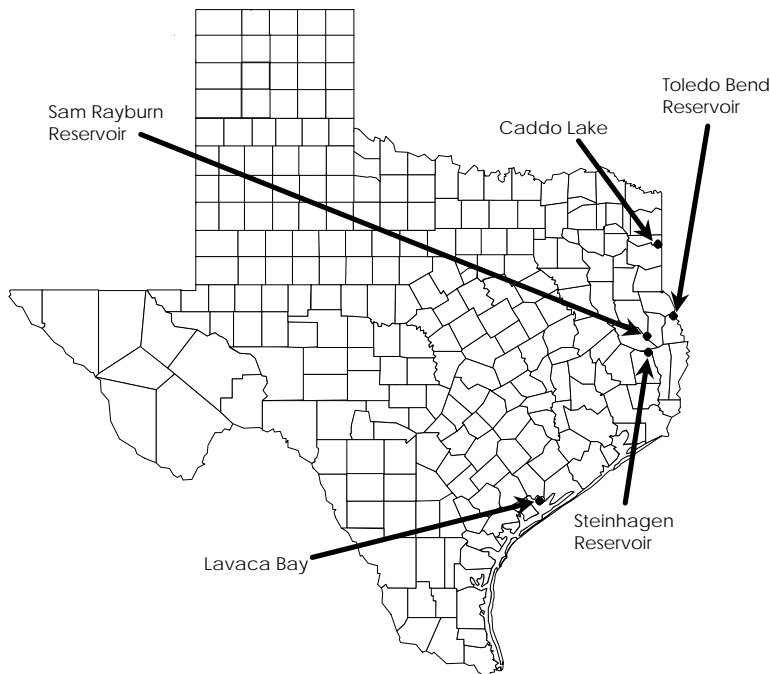 Toledo Bend
Reservoir
Sam Rayburn
Reservoir
Caddo Lake
Steinhagen
Reservoir
Lavaca Bay